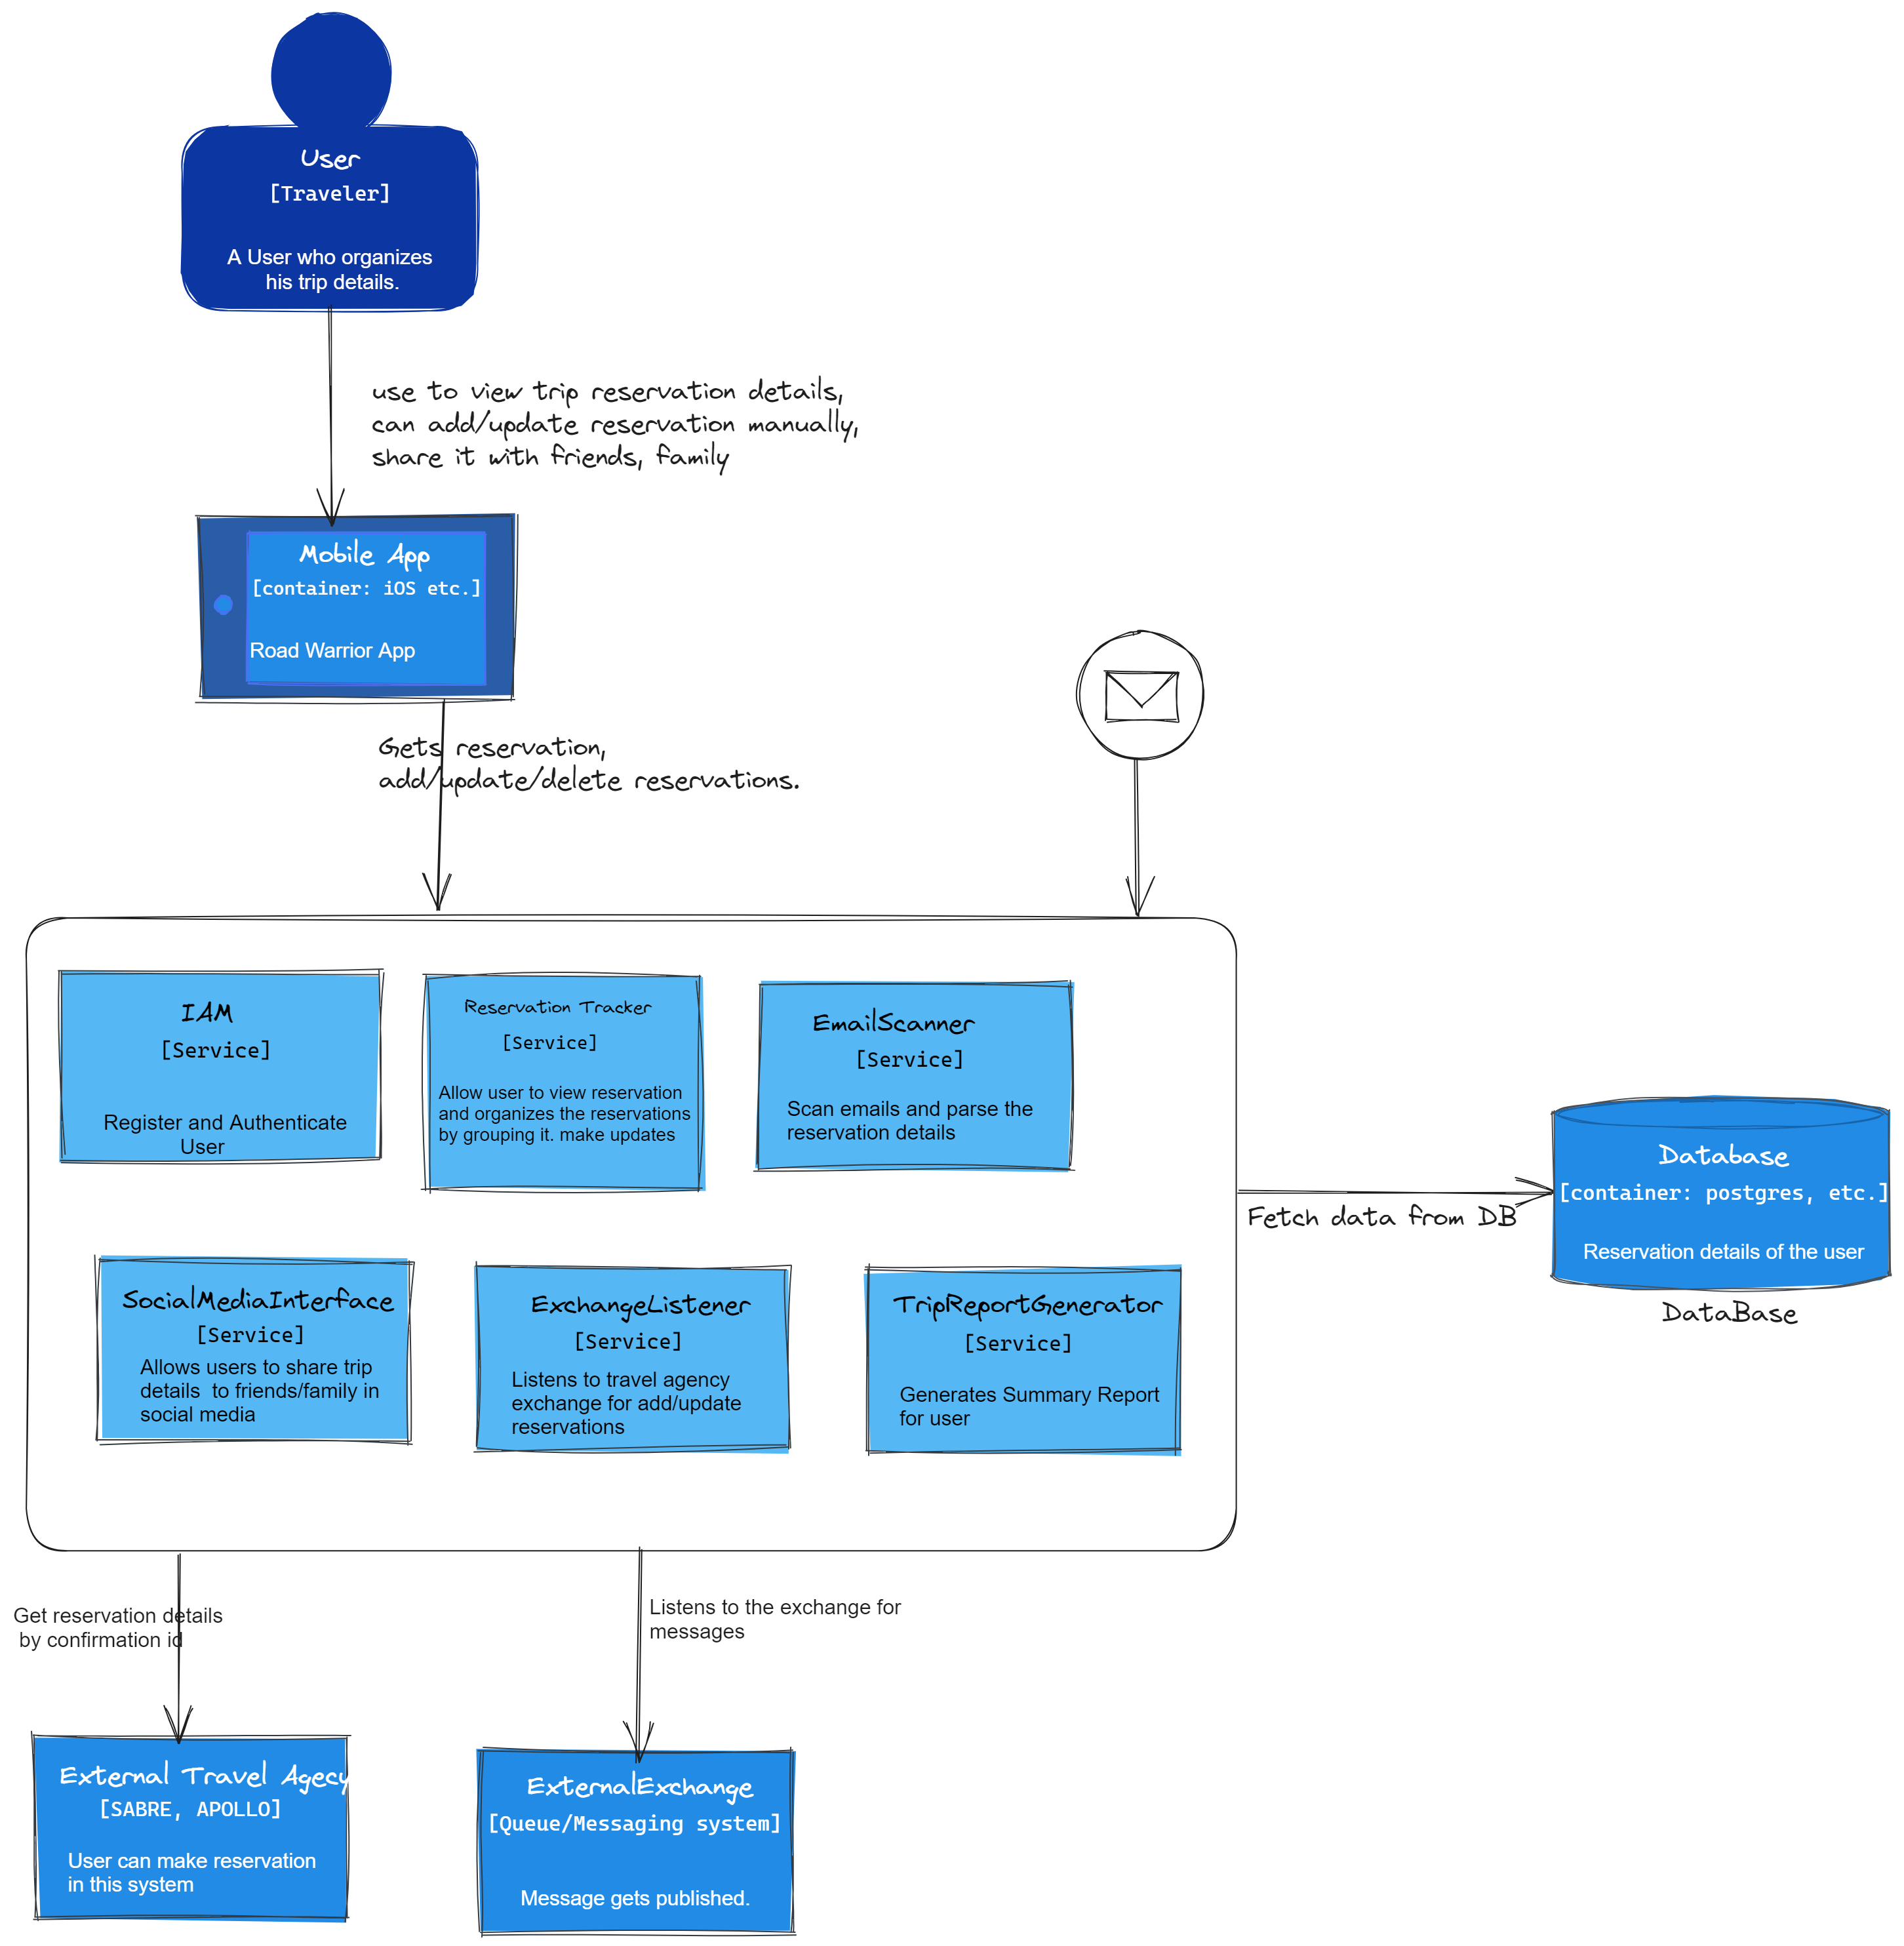 User
[Traveler]
A User who organizes
his trip details.
use to view trip reservation details,
can add/update reservation manually,
share it with friends, family
Mobile App
[container: iOS etc.]
Road Warrior App
Gets reservation,
add/update/delete reservations.
IAM
[Service]
Register and Authenticate
User
Reservation Tracker
[Service]
Allow user to view reservation
and organizes the reservations
by grouping it. make updates
EmailScanner
[Service]
Scan emails and parse the
reservation details
SocialMediaInterface
[Service]
Allows users to share trip
details  to friends/family in
social media
ExchangeListener
[Service]
Listens to travel agency
exchange for add/update
reservations
TripReportGenerator
[Service]
Generates Summary Report
for user
Fetch data from DB
Database
[container: postgres, etc.]
Reservation details of the user
DataBase
Get reservation details
by confirmation id
Listens to the exchange for
messages
External Travel Agecy
[SABRE, APOLLO]
User can make reservation
in this system
ExternalExchange
[Queue/Messaging system]
Message gets published.